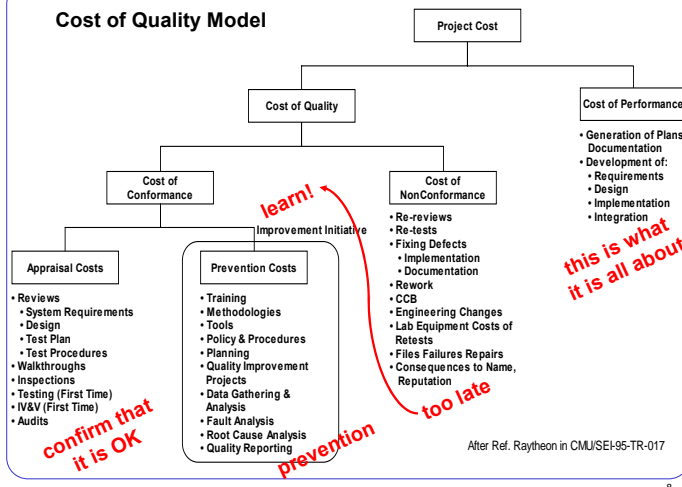 Cost of Quality Model
Project Cost
Cost of Quality
Cost of Performance
• Generation of Plans
Documentation
• Development of:
• Requirements
• Design
• Implementation
• Integration
this is what
it is all about
Cost of
Conformance
learn!
Cost of
NonConformance
Improvement Initiative
• Re-reviews
• Re-tests
• Fixing Defects
• Implementation
• Documentation
• Rework
• CCB
• Engineering Changes
• Lab Equipment Costs of
Retests
• Files Failures Repairs
• Consequences to Name,
Reputation
too late
Appraisal Costs
• Reviews
• System Requirements
• Design
• Test Plan
• Test Procedures
• Walkthroughs
• Inspections
• Testing (First Time)
• IV&V (First Time)
• Audits
confirm that
it is OK
Prevention Costs
• Training
• Methodologies
• Tools
• Policy & Procedures
• Planning
• Quality Improvement
Projects
• Data Gathering &
Analysis
• Fault Analysis
• Root Cause Analysis
• Quality Reporting
prevention
After Ref. Raytheon in CMU/SEI-95-TR-017